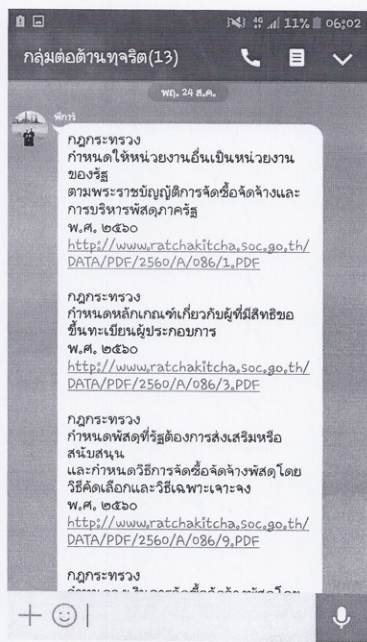 4G 11% 06:02
กลุ่มต่อต้านทุจริต(13)
พฤ. 24 ส.ค.
กฎกระทรวง
กำหนดให้หน่วยงานอื่นเป็นหน่วยงาน
ของรัฐ
ตามพระราชบัญญัติการจัดซื้อจัดจ้างและ
การบริหารพัสดุภาครัฐ
พ.ศ. ๒๕๖๐
http://www.ratchakitcha.soc.go.th/
DATA/PDF/2560/A/086/1.PDF
กฎกระทรวง
กำหนดหลักเกณฑ์เกี่ยวกับผู้ที่มีสิทธิขอ
ขึ้นทะเบียนผู้ประกอบการ
พ.ศ. ๒๕๖๐
http://www.ratchakitcha.soc.go.th/
DATA/PDF/2560/A/086/3.PDF
กฎกระทรวง
กำหนดพัสดุที่รัฐต้องการส่งเสริมหรือ
สนับสนุน
และกำหนดวิธีการจัดซื้อจัดจ้างพัสดุโดย
วิธีคัดเลือกและวิธีเฉพาะเจาะจง
พ.ศ. ๒๕๖๐
http://www.ratchakitcha.soc.go.th/
DATA/PDF/2560/A/086/9.PDF
กฎกระทรวง